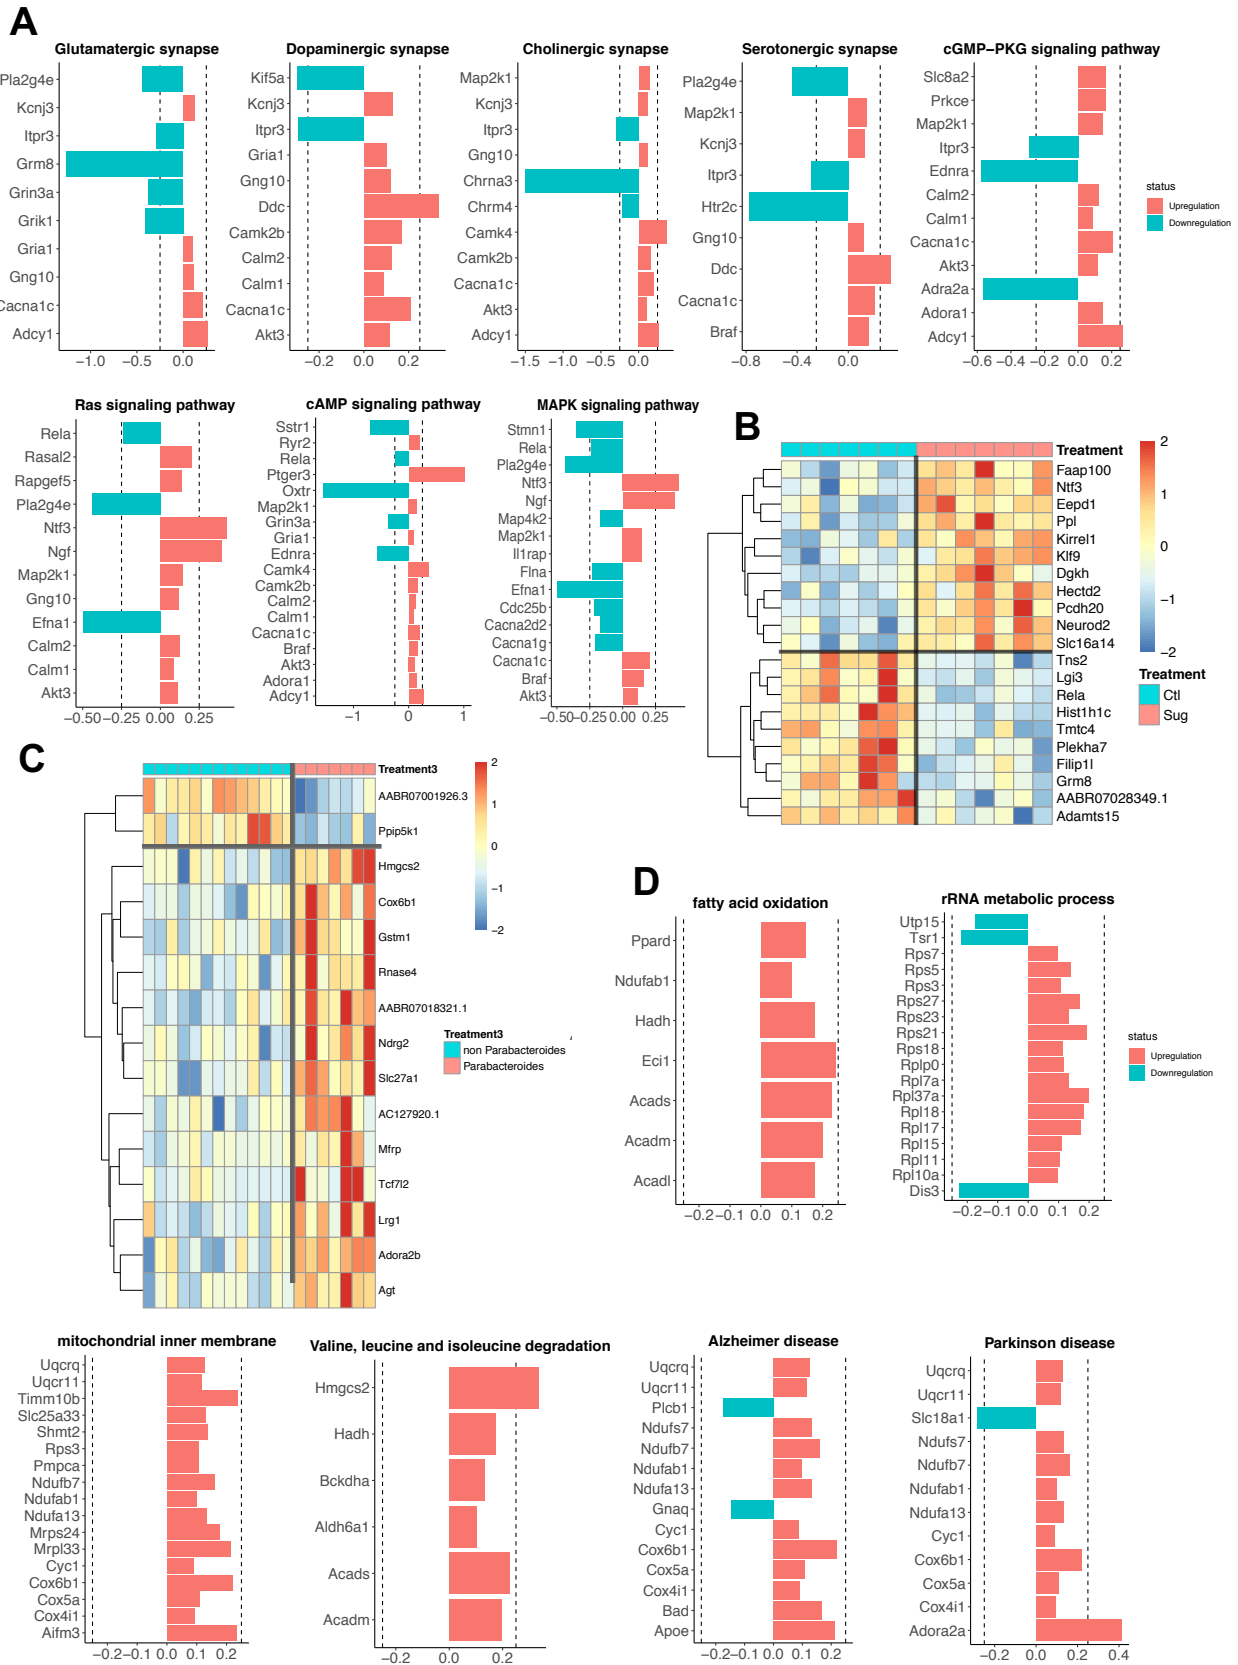 A
Glutamatergic synapse
Pla2g4e
Kcnj3
Itpr3
Grm8
Grin3a
Grik1
Gria1
Gng10
Cacna1c
Adcy1
−1.0 −0.5 0.0
Dopaminergic synapse
Kif5a
Kcnj3
Itpr3
Gria1
Gng10
Ddc
Camk2b
Calm2
Calm1
Cacna1c
Akt3
−0.2 0.0 0.2
Cholinergic synapse
Map2k1
Kcnj3
Itpr3
Gng10
Chrna3
Chrm4
Camk4
Camk2b
Cacna1c
Akt3
Adcy1
−1.5 −1.0 −0.5 0.0
Serotonergic synapse
Pla2g4e
Map2k1
Kcnj3
Itpr3
Htr2c
Gng10
Ddc
Cacna1c
Braf
−0.8 −0.4 0.0
cGMP−PKG signaling pathway
Slc8a2
Prkce
Map2k1
Itpr3
Ednra
Calm2
Calm1
Cacna1c
Akt3
Adra2a
Adora1
Adcy1
−0.6 −0.4 −0.2 0.0 0.2
status
Upregulation
Downregulation
Ras signaling pathway
Rela
Rasal2
Rapgef5
Pla2g4e
Ntf3
Ngf
Map2k1
Gng10
Efna1
Calm2
Calm1
Akt3
−0.50 −0.25 0.00 0.25
cAMP signaling pathway
Sstr1
Ryr2
Rela
Ptger3
Oxtr
Map2k1
Grin3a
Gria1
Ednra
Camk4
Camk2b
Calm2
Calm1
Cacna1c
Braf
Akt3
Adora1
Adcy1
−1 0 1
MAPK signaling pathway
Stmn1
Rela
Pla2g4e
Ntf3
Ngf
Map4k2
Map2k1
Il1rap
Flna
Efna1
Cdc25b
Cacna2d2
Cacna1g
Cacna1c
Braf
Akt3
−0.50 −0.25 0.00 0.25
B
Treatment
Faap100
Ntf3
Eepd1
Ppl
Kirrel1
Klf9
Dgkh
Hectd2
Pcdh20
Neurod2
Slc16a14
Tns2
Lgi3
Rela
Hist1h1c
Tmtc4
Plekha7
Filip1l
Grm8
AABR07028349.1
Adamts15
2
1
0
−1
−2
Treatment
Ctl
Sug
C
Treatment3
AABR07001926.3
Ppip5k1
Hmgcs2
Cox6b1
Gstm1
Rnase4
AABR07018321.1
Ndrg2
Slc27a1
AC127920.1
Mfrp
Tcf7l2
Lrg1
Adora2b
Agt
2
1
0
−1
−2
Treatment3
non Parabacteroides
Parabacteroides
D
fatty acid oxidation
Ppard
Ndufab1
Hadh
Eci1
Acads
Acadm
Acadl
−0.2 −0.1 0.0 0.1 0.2
rRNA metabolic process
Utp15
Tsr1
Rps7
Rps5
Rps3
Rps27
Rps23
Rps21
Rps18
Rplp0
Rpl7a
Rpl37a
Rpl18
Rpl17
Rpl15
Rpl11
Rpl10a
Dis3
−0.2 −0.1 0.0 0.1 0.2
status
Upregulation
Downregulation
mitochondrial inner membrane
Uqcrq
Uqcr11
Timm10b
Slc25a33
Shmt2
Rps3
Pmpca
Ndufb7
Ndufab1
Ndufa13
Mrps24
Mrpl33
Cyc1
Cox6b1
Cox5a
Cox4i1
Aifm3
−0.2 −0.1 0.0 0.1 0.2
Valine, leucine and isoleucine degradation
Hmgcs2
Hadh
Bckdha
Aldh6a1
Acads
Acadm
−0.2 0.0 0.2
Alzheimer disease
Uqcrq
Uqcr11
Plcb1
Ndufs7
Ndufb7
Ndufab1
Ndufa13
Gnaq
Cyc1
Cox6b1
Cox5a
Cox4i1
Bad
Apoe
−0.2 −0.1 0.0 0.1 0.2
Parkinson disease
Uqcrq
Uqcr11
Slc18a1
Ndufs7
Ndufb7
Ndufab1
Ndufa13
Cyc1
Cox6b1
Cox5a
Cox4i1
Adora2a
−0.2 0.0 0.2 0.4